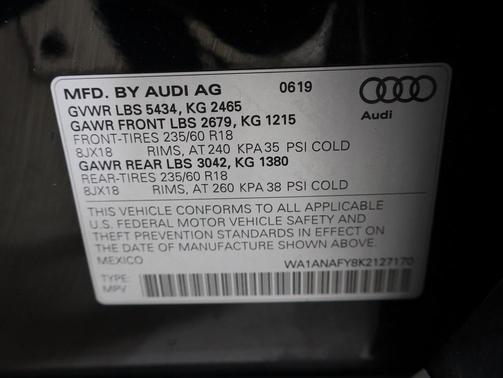 MFD. BY AUDI AG 0619
GVWR LBS 5434, KG 2465
GAWR FRONT LBS 2679, KG 1215
FRONT-TIRES 235/60 R18
8JX18 RIMS, AT 240 KPA 35 PSI COLD
GAWR REAR LBS 3042, KG 1380
REAR-TIRES 235/60 R18
8JX18 RIMS, AT 260 KPA 38 PSI COLD
Audi
THIS VEHICLE CONFORMS TO ALL APPLICABLE
U.S. FEDERAL MOTOR VEHICLE SAFETY AND
THEFT PREVENTION STANDARDS IN EFFECT ON
THE DATE OF MANUFACTURE SHOWN ABOVE.
MEXICO WA1ANAFY8K2127170
TYPE:
MPV